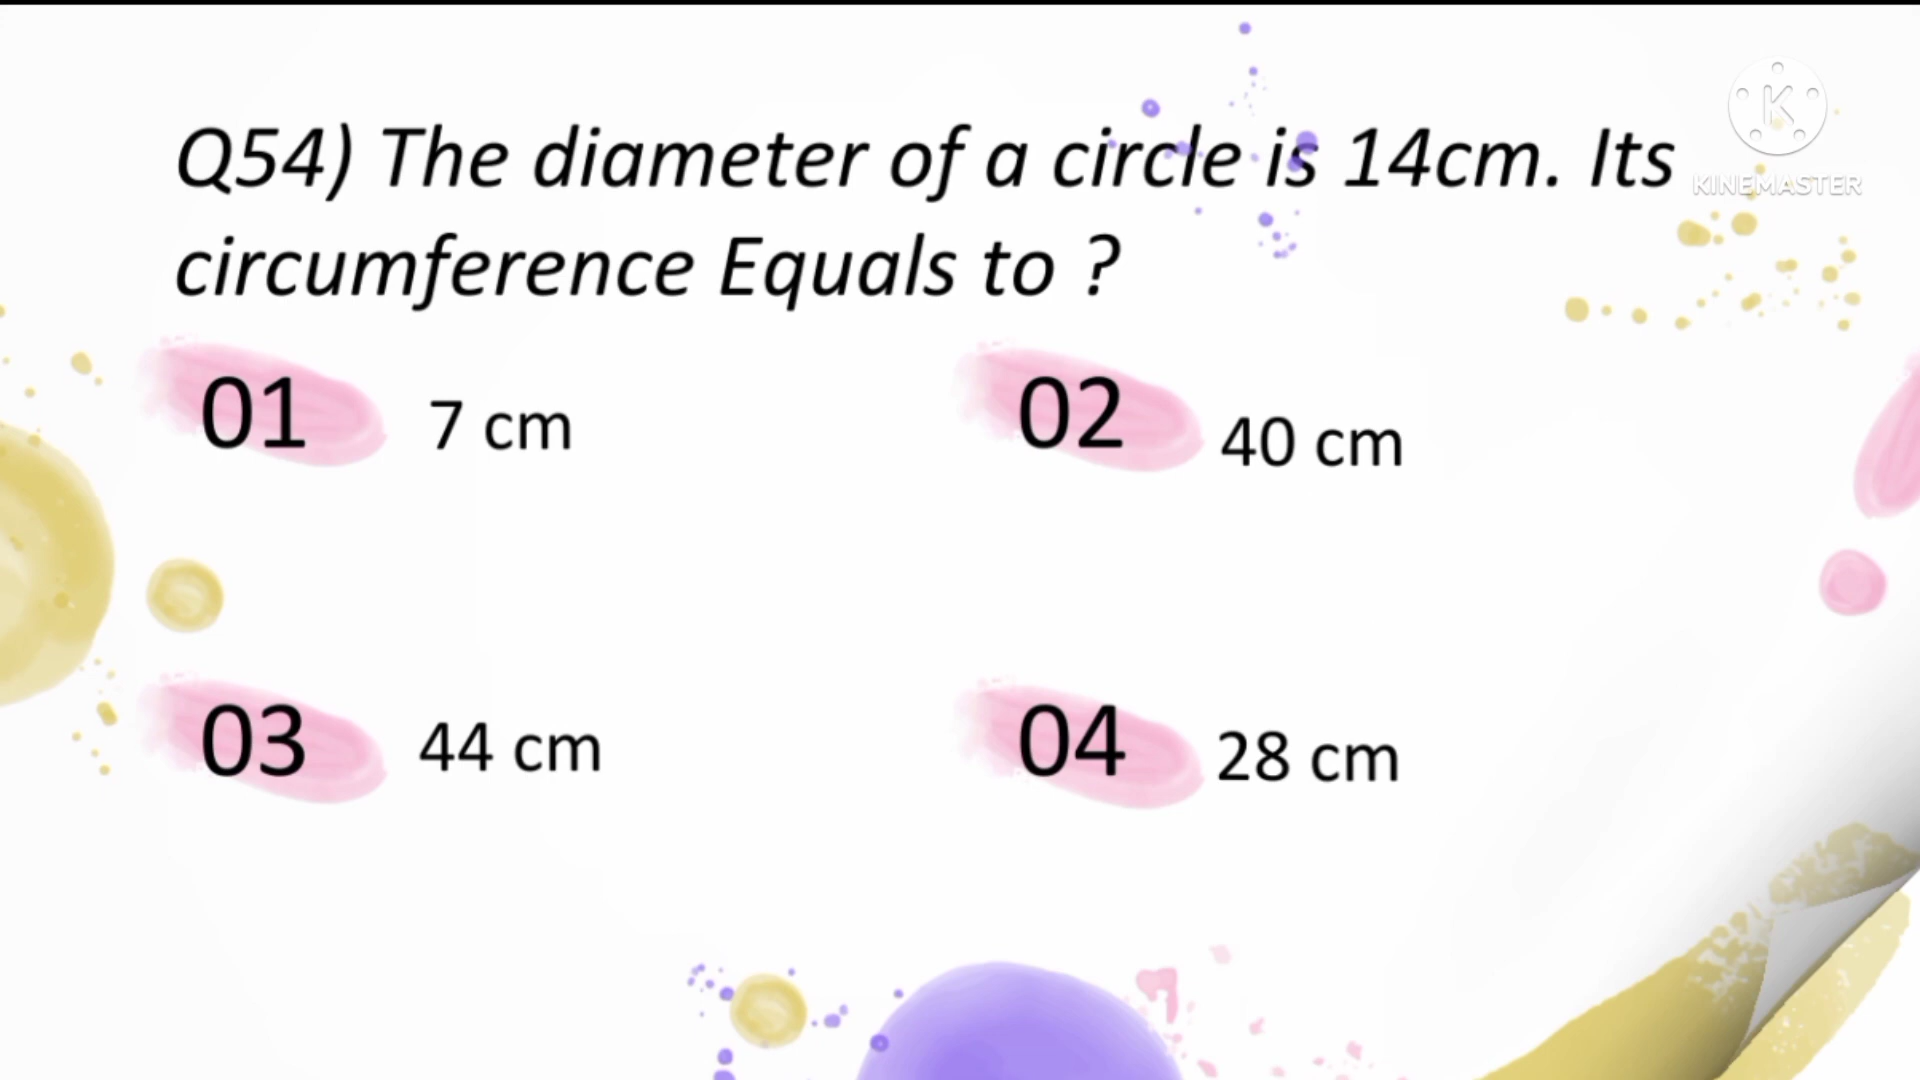 Q54) The diameter of a circle is 14cm. Its
circumference Equals to ?
01 7 cm
02 40 cm
03 44 cm
04 28 cm
K
KINEMASTER